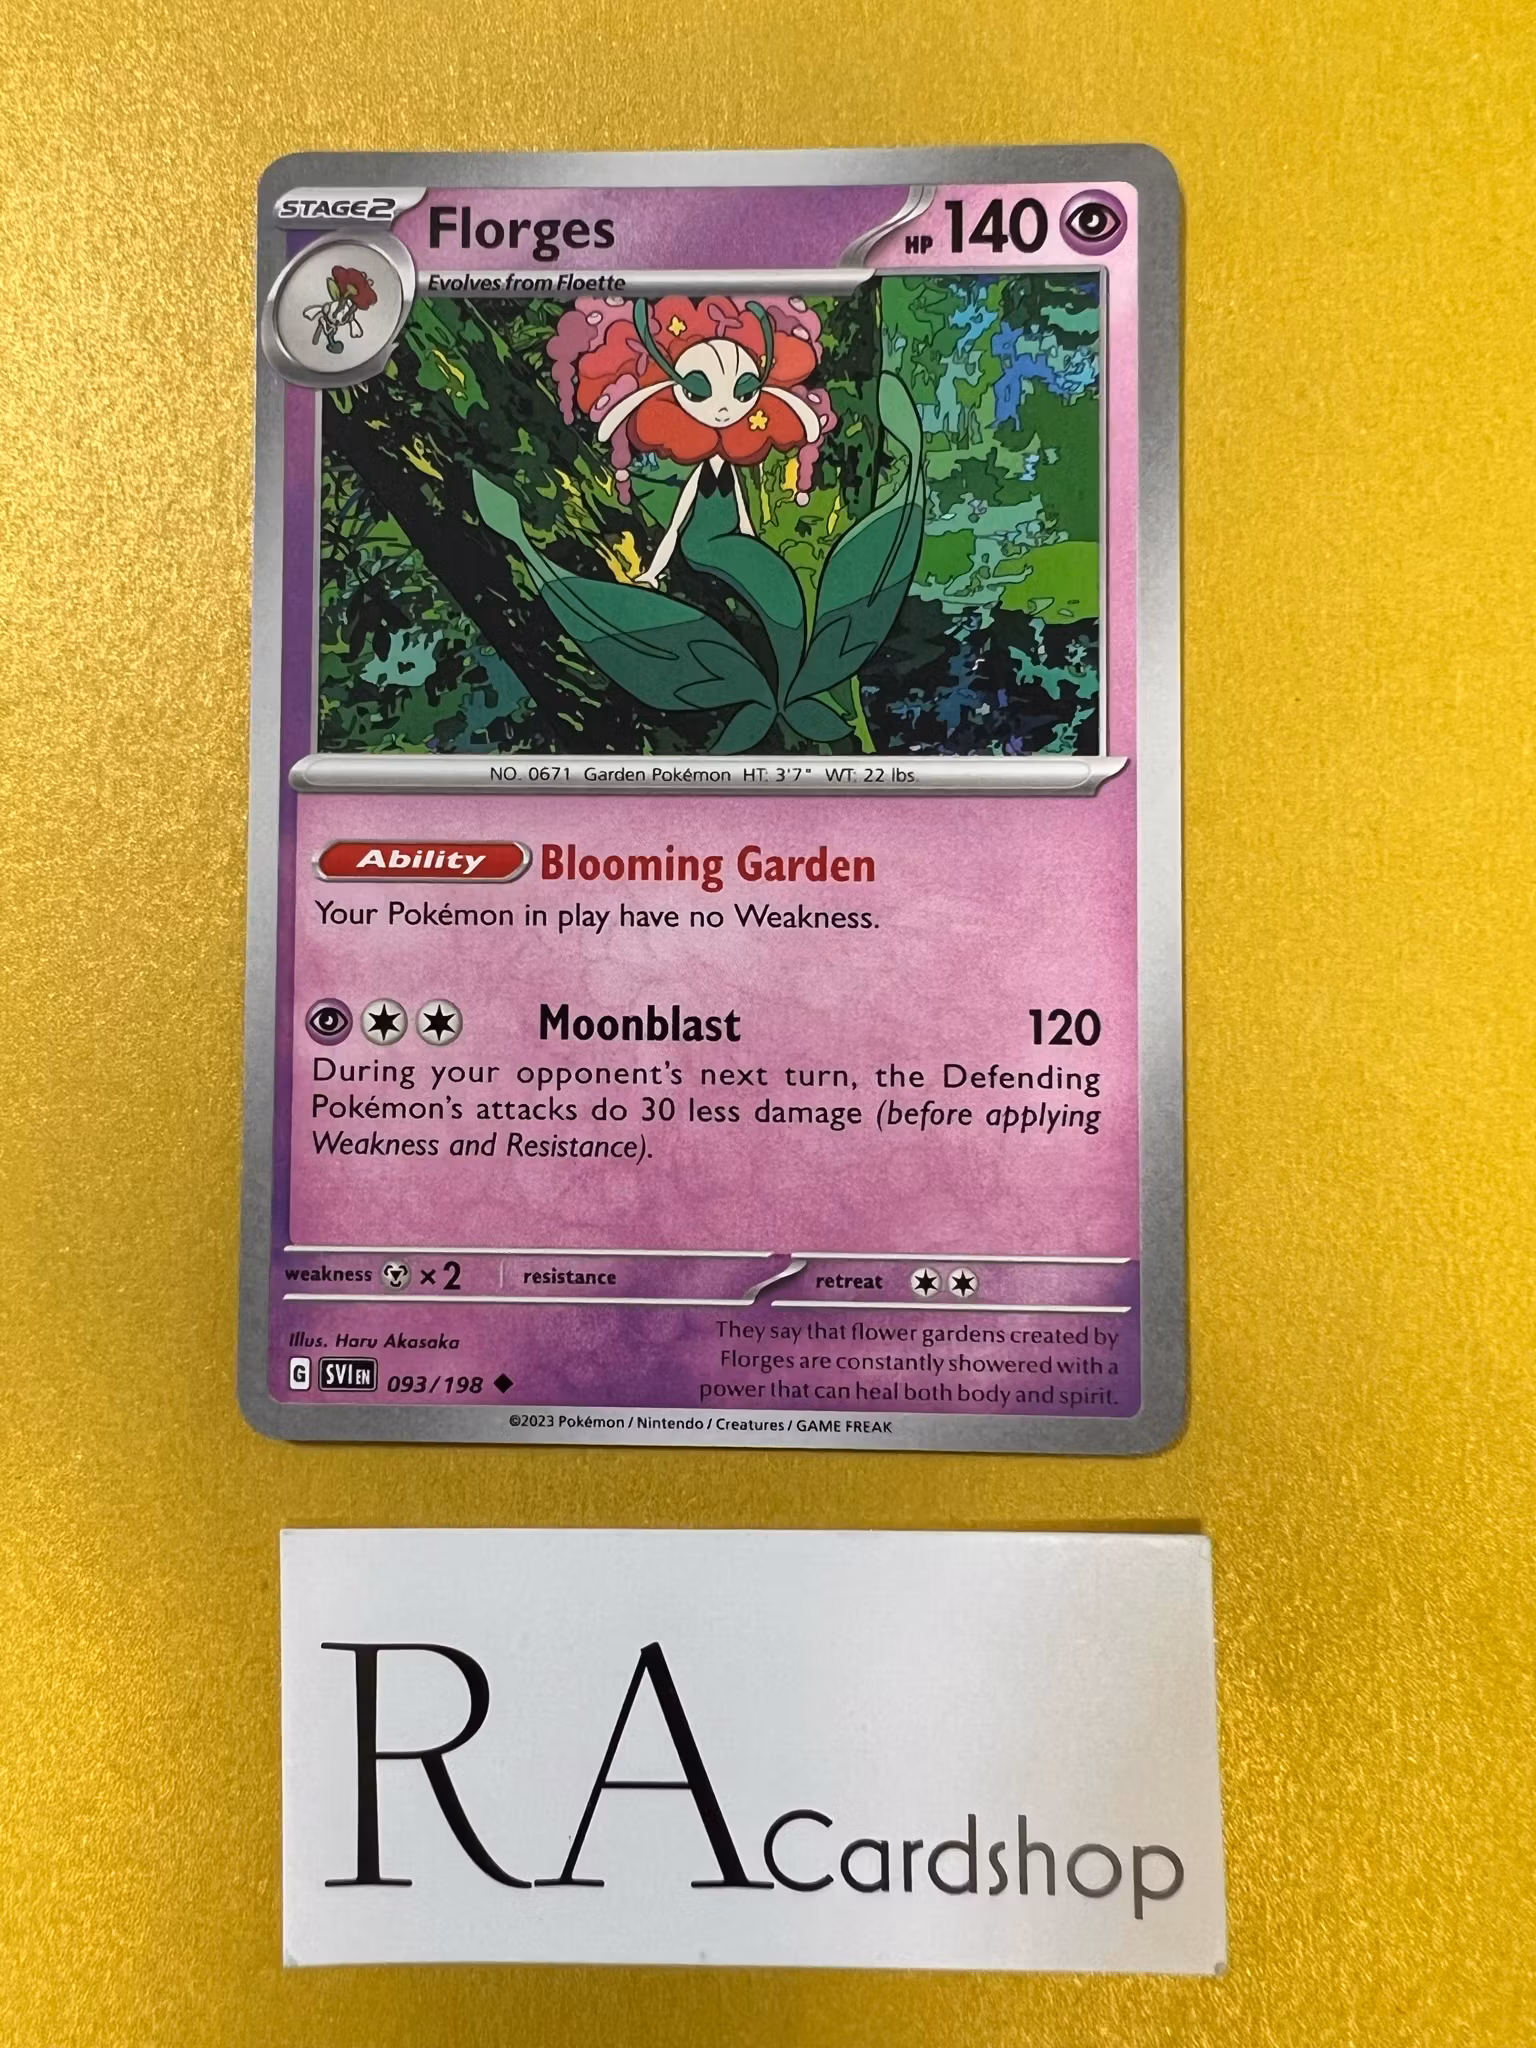 STAGE2
Florges
HP 140
Evolves from Floette
NO. 0671 Garden Pokémon HT: 3'7" WT: 22 lbs.
Ability Blooming Garden
Your Pokémon in play have no Weakness.
Moonblast 120
During your opponent's next turn, the Defending
Pokémon's attacks do 30 less damage (before applying
Weakness and Resistance).
weakness ×2 resistance retreat
Illus. Haru Akasaka
G SVI EN 093/198
They say that flower gardens created by
Florges are constantly showered with a
power that can heal both body and spirit.
©2023 Pokémon / Nintendo / Creatures / GAME FREAK
RACardshop